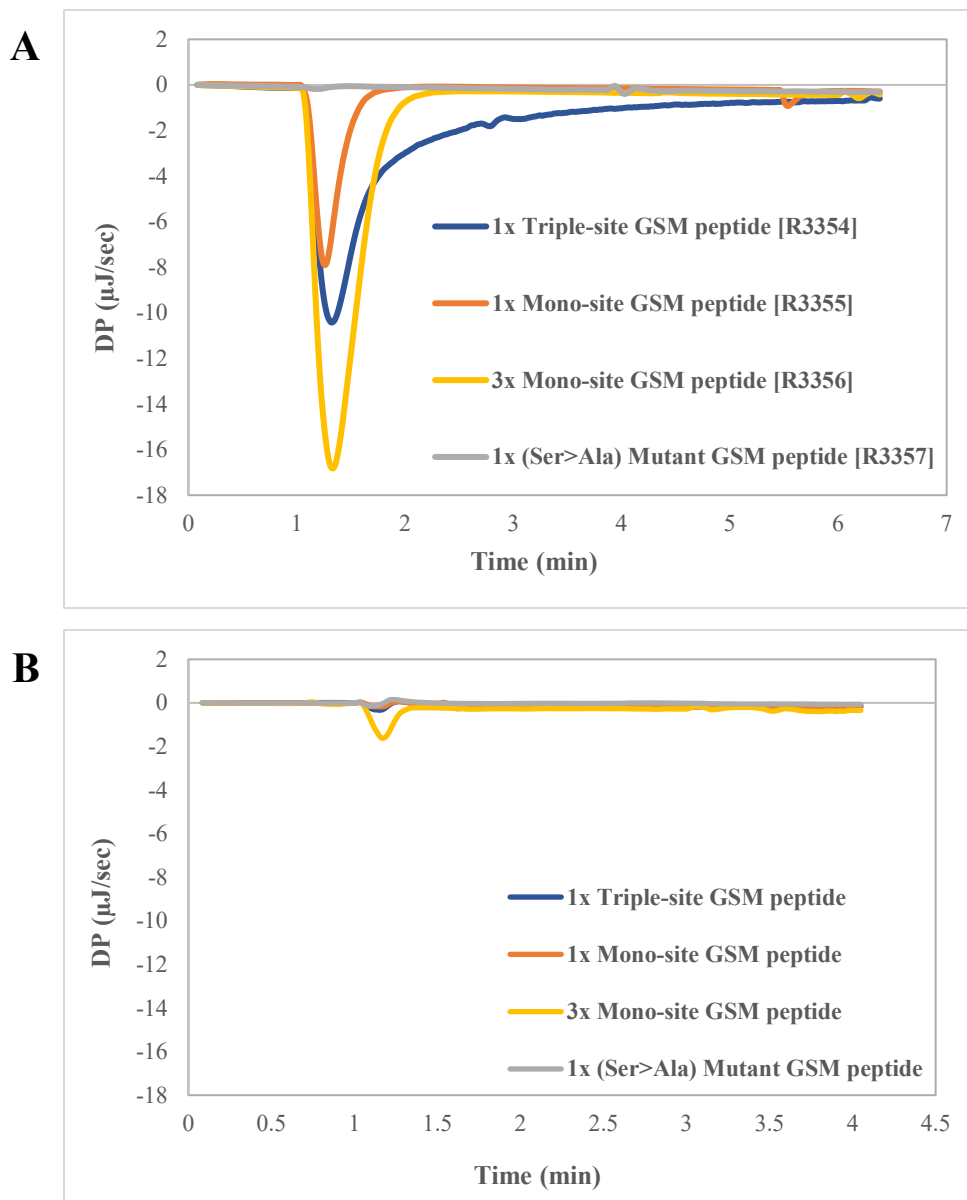 A
2
0
-2
-4
-6
-8
-10
-12
-14
-16
-18
DP (µJ/sec)
1x Triple-site GSM peptide [R3354]
1x Mono-site GSM peptide [R3355]
3x Mono-site GSM peptide [R3356]
1x (Ser>Ala) Mutant GSM peptide [R3357]
0 1 2 3 4 5 6 7
Time (min)
B
2
0
-2
-4
-6
-8
-10
-12
-14
-16
-18
DP (µJ/sec)
1x Triple-site GSM peptide
1x Mono-site GSM peptide
3x Mono-site GSM peptide
1x (Ser>Ala) Mutant GSM peptide
0 0.5 1 1.5 2 2.5 3 3.5 4 4.5
Time (min)